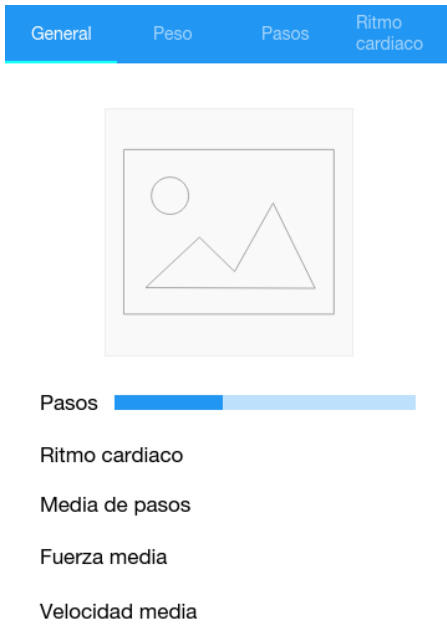 General
Peso
Pasos
Ritmo
cardiaco
Pasos
Ritmo cardiaco
Media de pasos
Fuerza media
Velocidad media